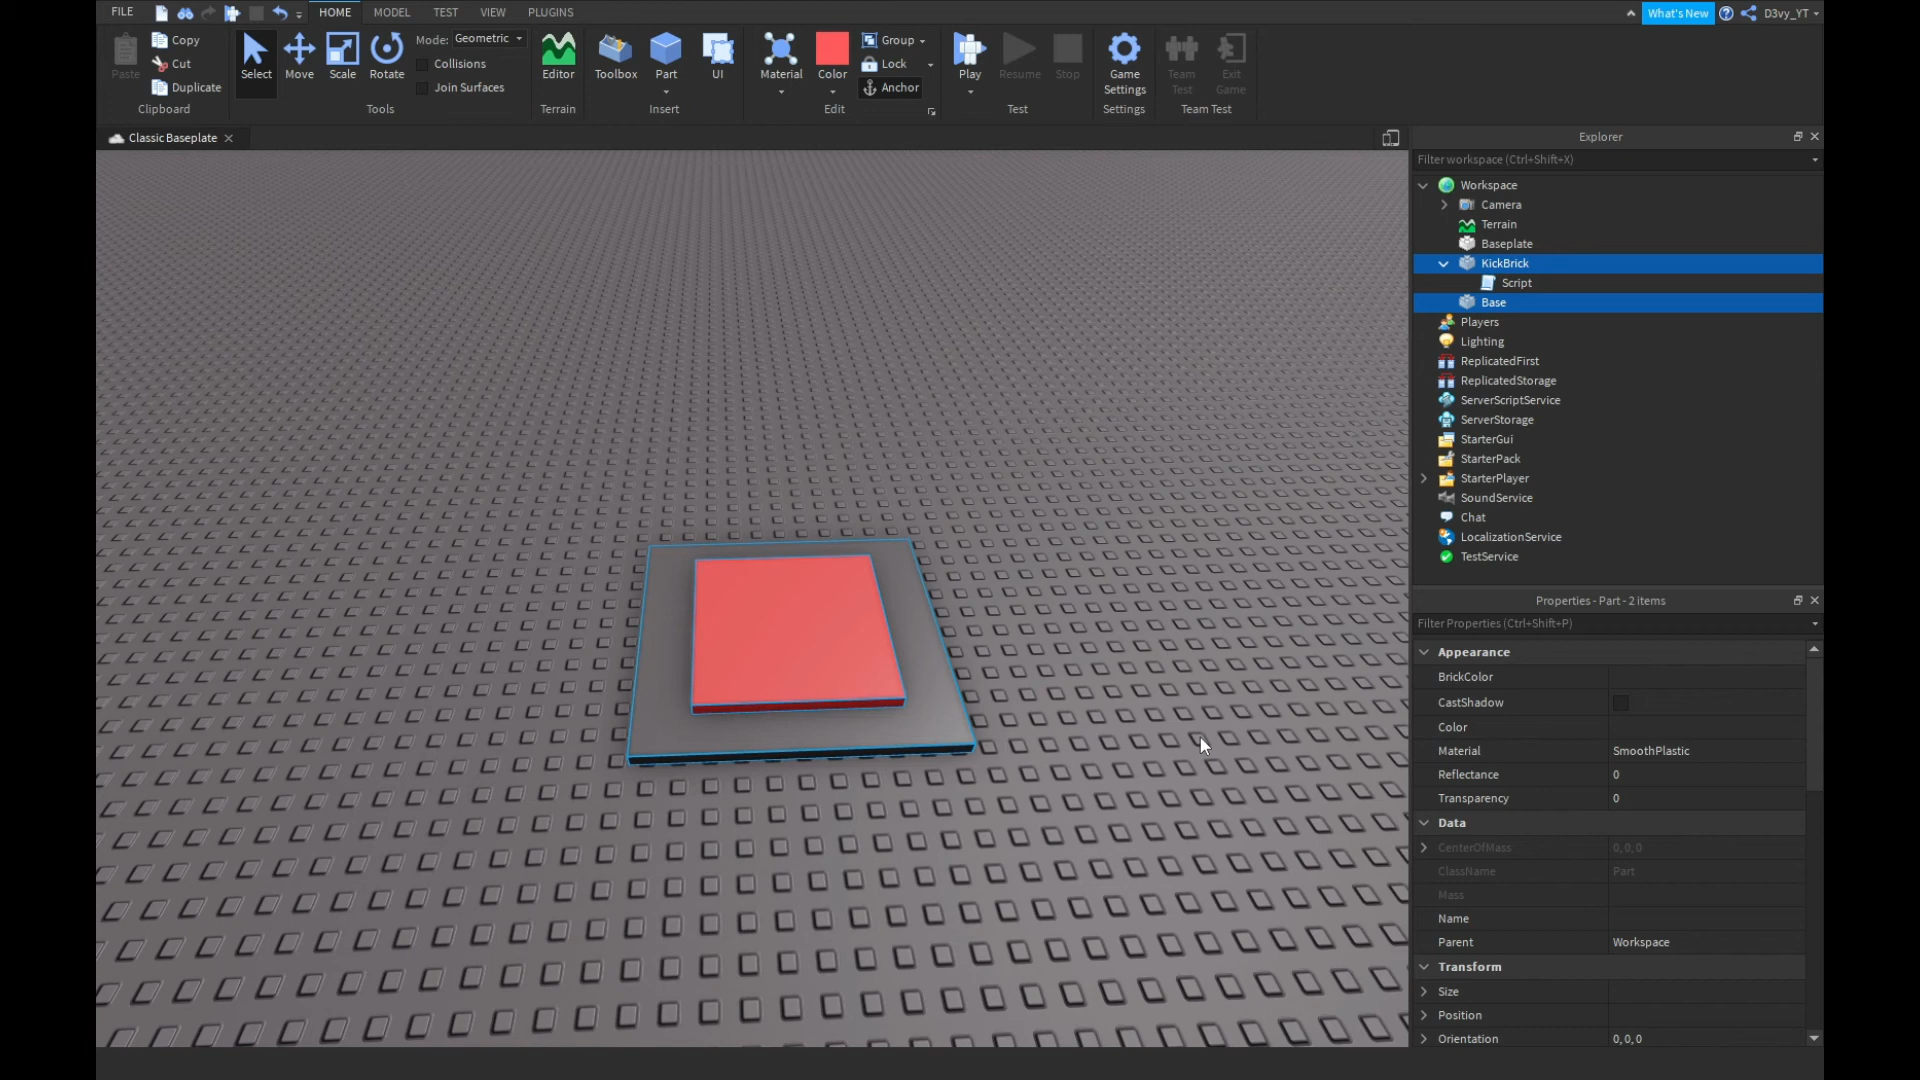 FILE HOME MODEL TEST VIEW PLUGINS What's New D3vy_YT
Paste Copy Cut Duplicate Clipboard
Select Move Scale Rotate Mode: Geometric Collisions Join Surfaces Tools
Editor Terrain
Toolbox Part UI Insert
Material Color Group Lock Anchor Edit
Play Resume Stop Test
Game Settings Settings
Team Test Exit Game Team Test
Classic Baseplate
Explorer
Filter workspace (Ctrl+Shift+X)
Workspace
Camera
Terrain
Baseplate
KickBrick
Script
Base
Players
Lighting
ReplicatedFirst
ReplicatedStorage
ServerScriptService
ServerStorage
StarterGui
StarterPack
StarterPlayer
SoundService
Chat
LocalizationService
TestService
Properties - Part - 2 items
Filter Properties (Ctrl+Shift+P)
Appearance
BrickColor
CastShadow
Color
Material SmoothPlastic
Reflectance 0
Transparency 0
Data
CenterOfMass 0, 0, 0
ClassName Part
Mass
Name
Parent Workspace
Transform
Size
Position
Orientation 0, 0, 0